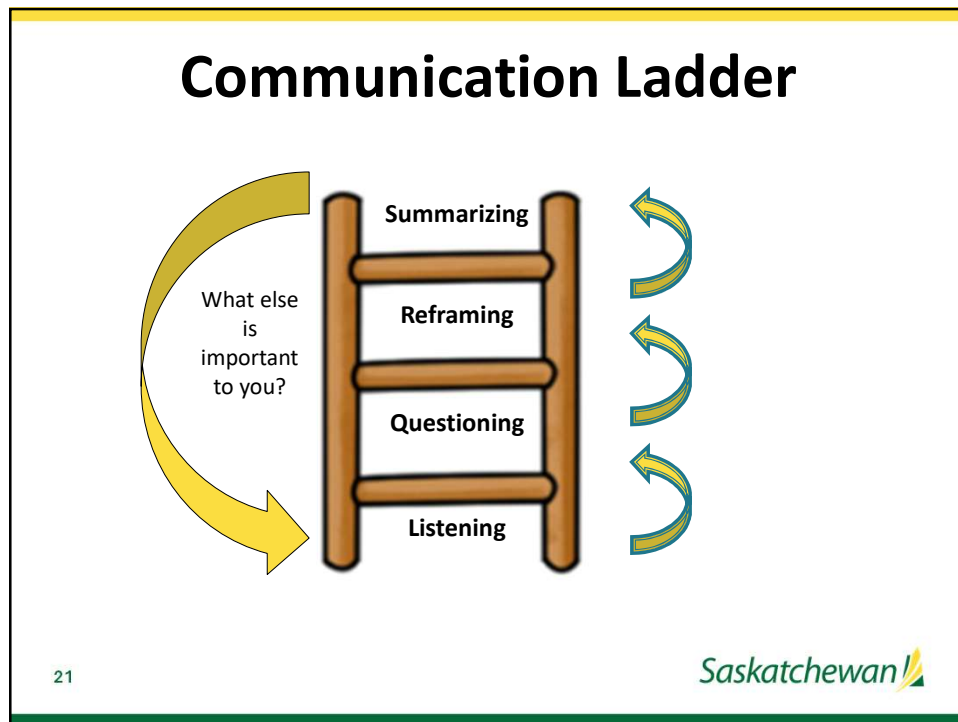 Communication Ladder
Summarizing
What else
is
important
to you?
Reframing
Questioning
Listening
21
Saskatchewan